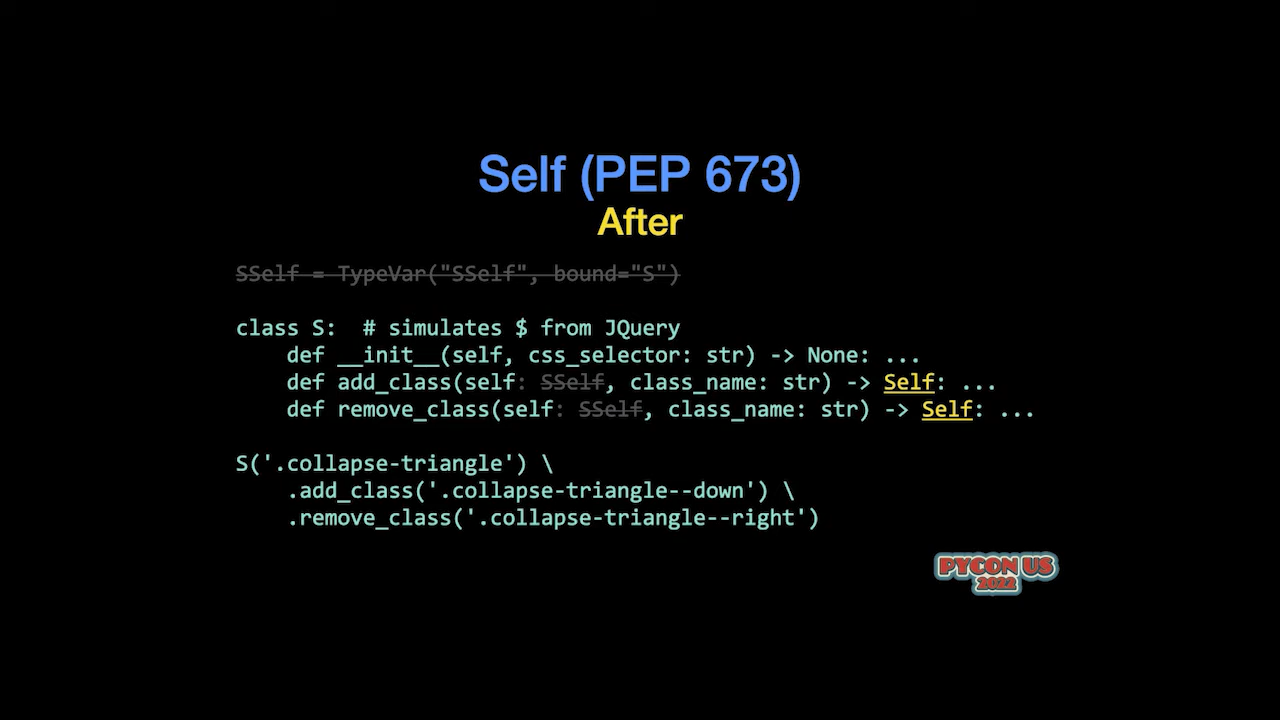 Self (PEP 673)
After
SSelf = TypeVar("SSelf", bound="S")
class S:  # simulates $ from JQuery
    def __init__(self, css_selector: str) -> None: ...
    def add_class(self: SSelf, class_name: str) -> Self: ...
    def remove_class(self: SSelf, class_name: str) -> Self: ...
S('.collapse-triangle') \
    .add_class('.collapse-triangle--down') \
    .remove_class('.collapse-triangle--right')
PYCON US
2022